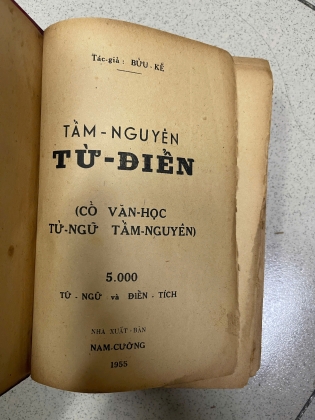 Tác-giả : BỬU. KẾ
TẦM-NGUYÊN
TỪ-ĐIỂN
(CỔ VĂN-HỌC
TỪ-NGỮ TẦM-NGUYÊN)
5.000
TỪ - NGỮ và ĐIỂN - TÍCH
NHÀ XUẤT-BẢN
NAM-CƯỜNG
1955